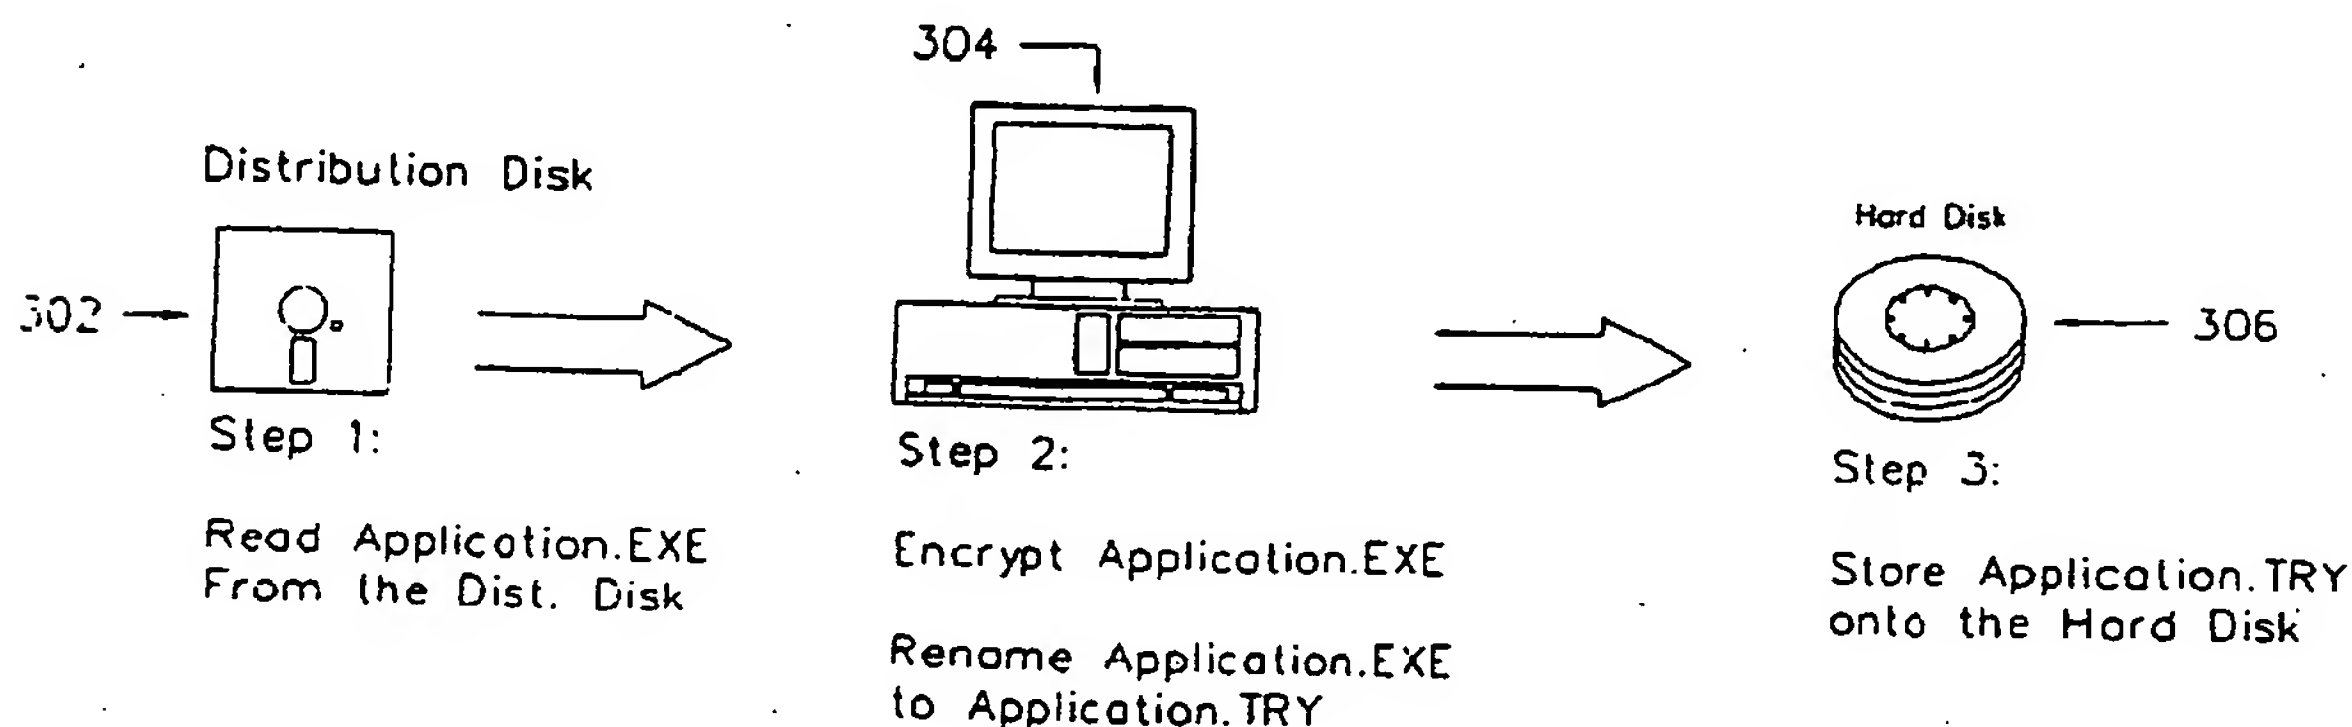 304
Distribution Disk
Hard Disk
302
306
Step 1:
Step 2:
Step 3:
Read Application.EXE
From the Dist. Disk
Encrypt Application.EXE
Rename Application.EXE
to Application.TRY
Store Application.TRY
onto the Hard Disk